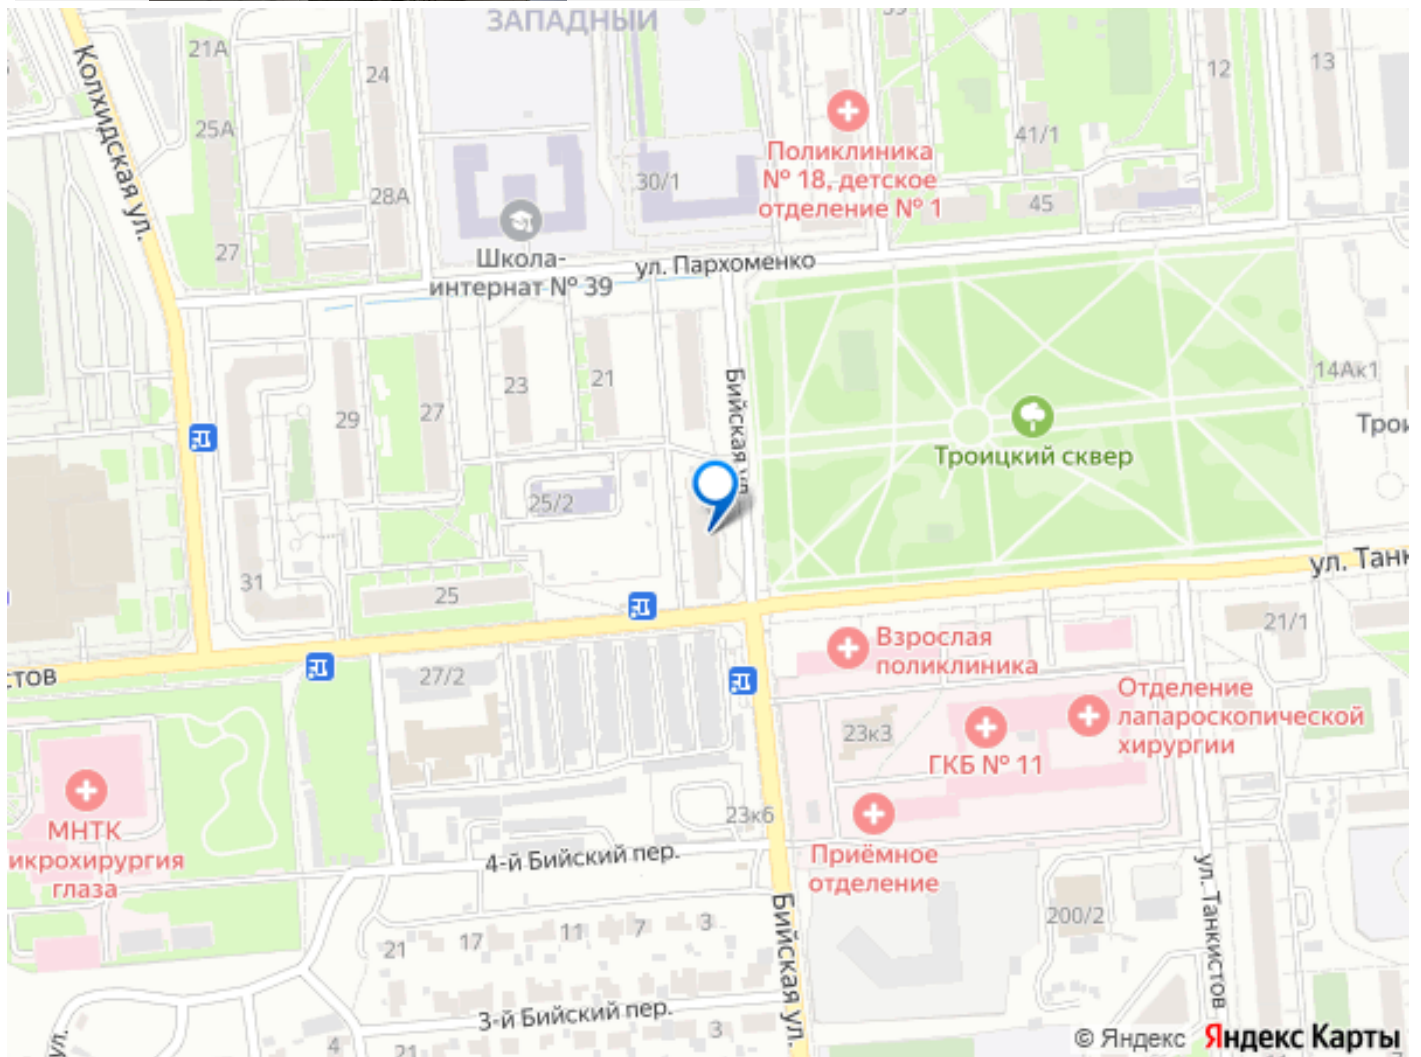 ЗАПАДНЫЙ
39
21А
24
12
13
25А
41/1
Колхидская ул.
Поликлиника
№ 18, детское
отделение № 1
30/1
28А
45
27
Школа-
интернат № 39
ул. Пархоменко
Бийская ул.
14Ак1
23
21
29
27
Троицкий сквер
25/2
31
25
ул. Танк
21/1
Взрослая
поликлиника
27/2
Отделение
лапароскопической
хирургии
23к3
ГКБ № 11
МНТК
икрохирургия
глаза
23к6
4-й Бийский пер.
Приёмное
отделение
ул. Танкистов
Бийская ул.
200/2
21
17
11
7
3
3-й Бийский пер.
3
4
21
ул.
© Яндекс Яндекс Карты